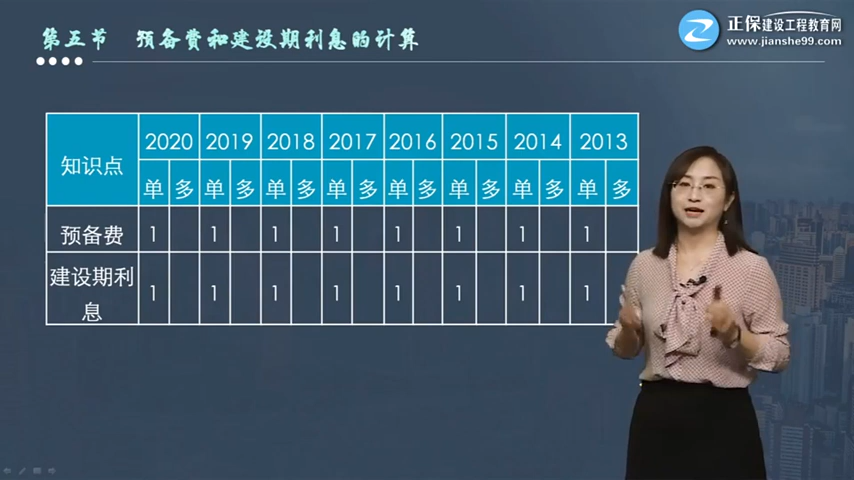 第五节 预备费和建设期利息的计算
正保建设工程教育网
www.jianshe99.com
知识点 2020 2019 2018 2017 2016 2015 2014 2013
单 多 单 多 单 多 单 多 单 多 单 多 单 多 单 多
预备费 1 1 1 1 1 1 1 1
建设期利
息 1 1 1 1 1 1 1 1